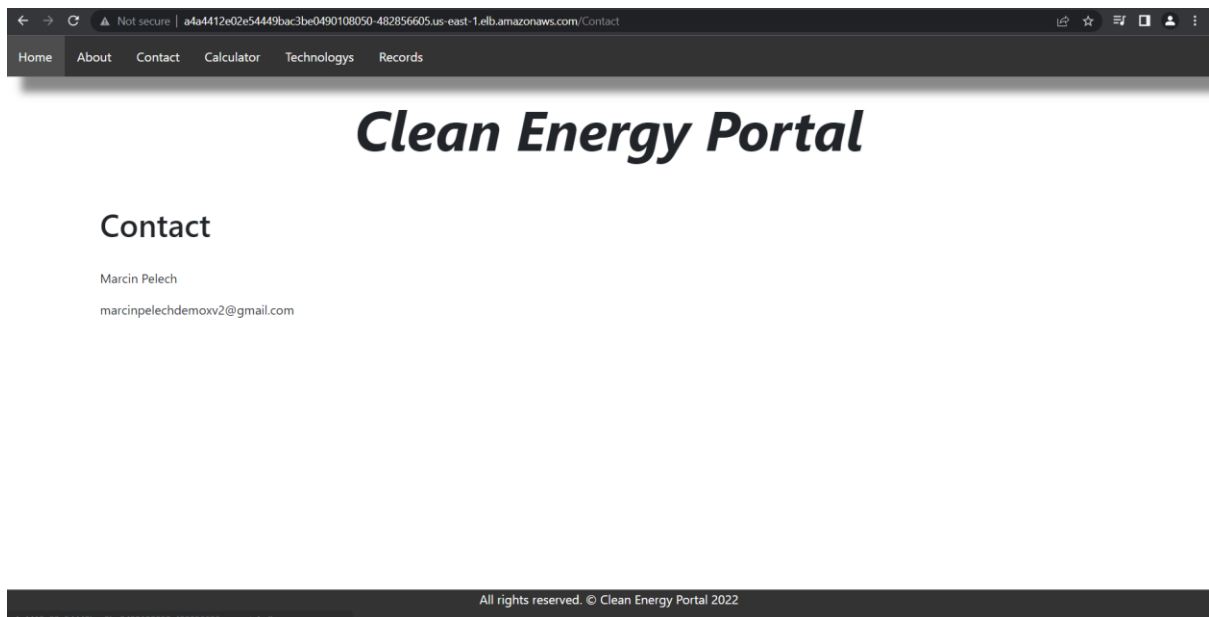 Not secure | a4a4412e02e54449bac3be0490108050-482856605.us-east-1.elb.amazonaws.com/Contact
Home About Contact Calculator Technologys Records
Clean Energy Portal
Contact
Marcin Pelech
marcinpelechdemoxv2@gmail.com
All rights reserved. © Clean Energy Portal 2022